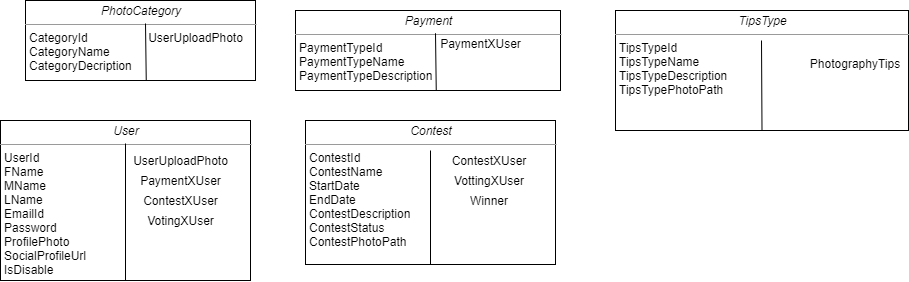 PhotoCategory
CategoryId
CategoryName
CategoryDecription
UserUploadPhoto
Payment
PaymentTypeId
PaymentTypeName
PaymentTypeDescription
PaymentXUser
TipsType
TipsTypeId
TipsTypeName
TipsTypeDescription
TipsTypePhotoPath
PhotographyTips
User
UserId
FName
MName
LName
EmailId
Password
ProfilePhoto
SocialProfileUrl
IsDisable
UserUploadPhoto
PaymXUser
ContestXUser
VotingXUser
Contest
ContestId
ContestName
StartDate
EndDate
ContestDescription
ContestStatus
ContestPhotoPath
ContestXUser
VottingXUser
Winner